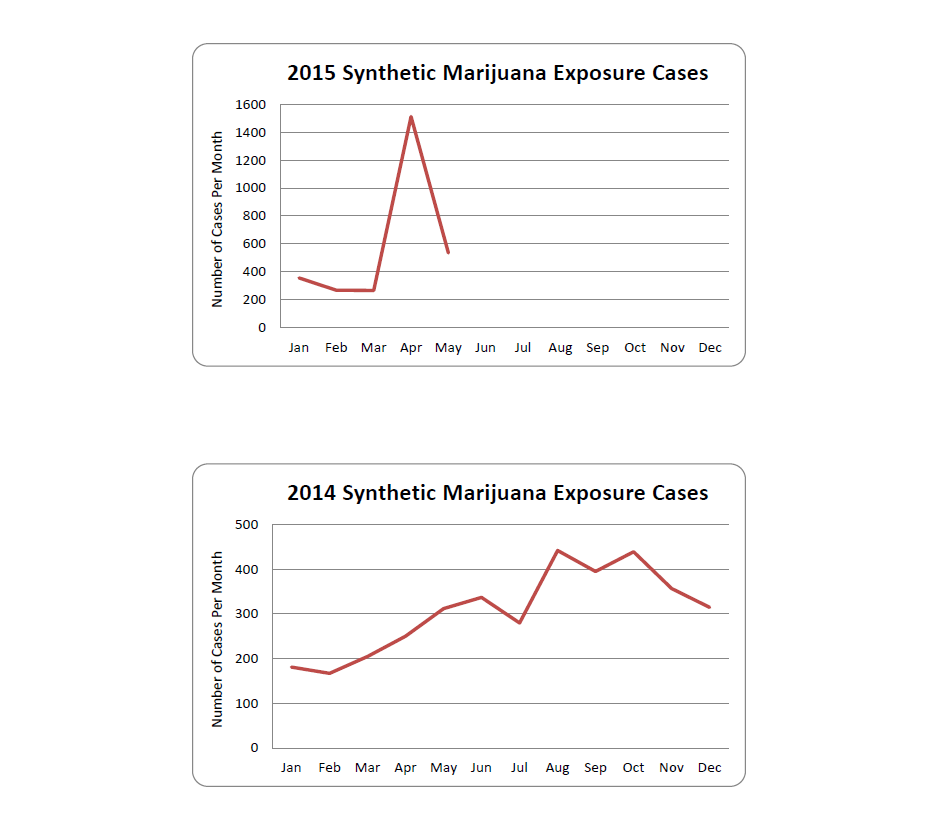 2015 Synthetic Marijuana Exposure Cases
Number of Cases Per Month
1600
1400
1200
1000
800
600
400
200
0
Jan Feb Mar Apr May Jun Jul Aug Sep Oct Nov Dec
2014 Synthetic Marijuana Exposure Cases
Number of Cases Per Month
500
400
300
200
100
0
Jan Feb Mar Apr May Jun Jul Aug Sep Oct Nov Dec